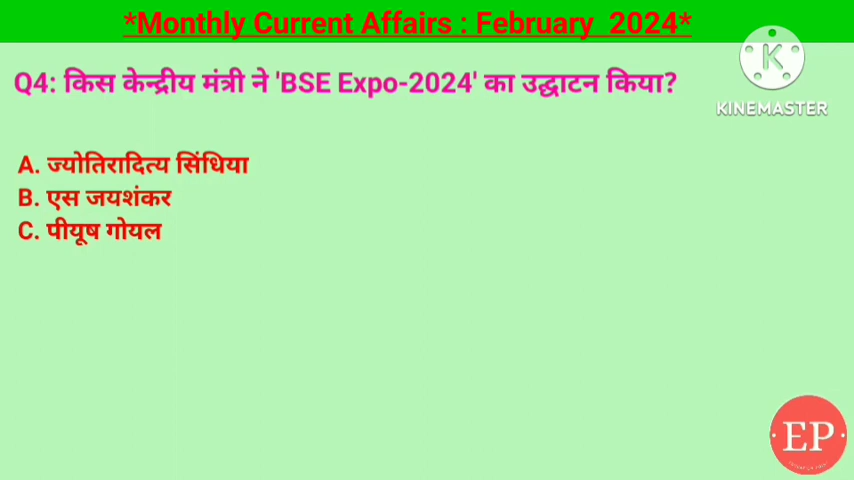 *Monthly Current Affairs : February 2024*
KINEMASTER
Q4: किस केन्द्रीय मंत्री ने 'BSE Expo-2024' का उद्घाटन किया?
A. ज्योतिरादित्य सिंधिया
B. एस जयशंकर
C. पीयूष गोयल
EP